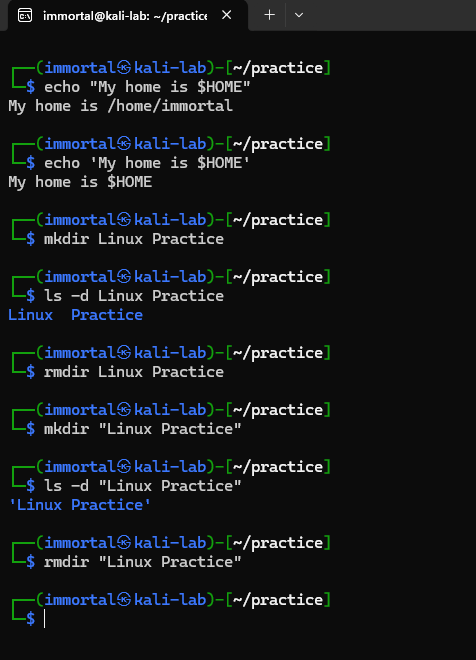 immortal@kali-lab: ~/practice
┌──(immortal㉿kali-lab)-[~/practice]
└─$ echo "My home is $HOME"
My home is /home/immortal
┌──(immortal㉿kali-lab)-[~/practice]
└─$ echo 'My home is $HOME'
My home is $HOME
┌──(immortal㉿kali-lab)-[~/practice]
└─$ mkdir Linux Practice
┌──(immortal㉿kali-lab)-[~/practice]
└─$ ls -d Linux Practice
Linux  Practice
┌──(immortal㉿kali-lab)-[~/practice]
└─$ rmdir Linux Practice
┌──(immortal㉿kali-lab)-[~/practice]
└─$ mkdir "Linux Practice"
┌──(immortal㉿kali-lab)-[~/practice]
└─$ ls -d "Linux Practice"
'Linux Practice'
┌──(immortal㉿kali-lab)-[~/practice]
└─$ rmdir "Linux Practice"
┌──(immortal㉿kali-lab)-[~/practice]
└─$